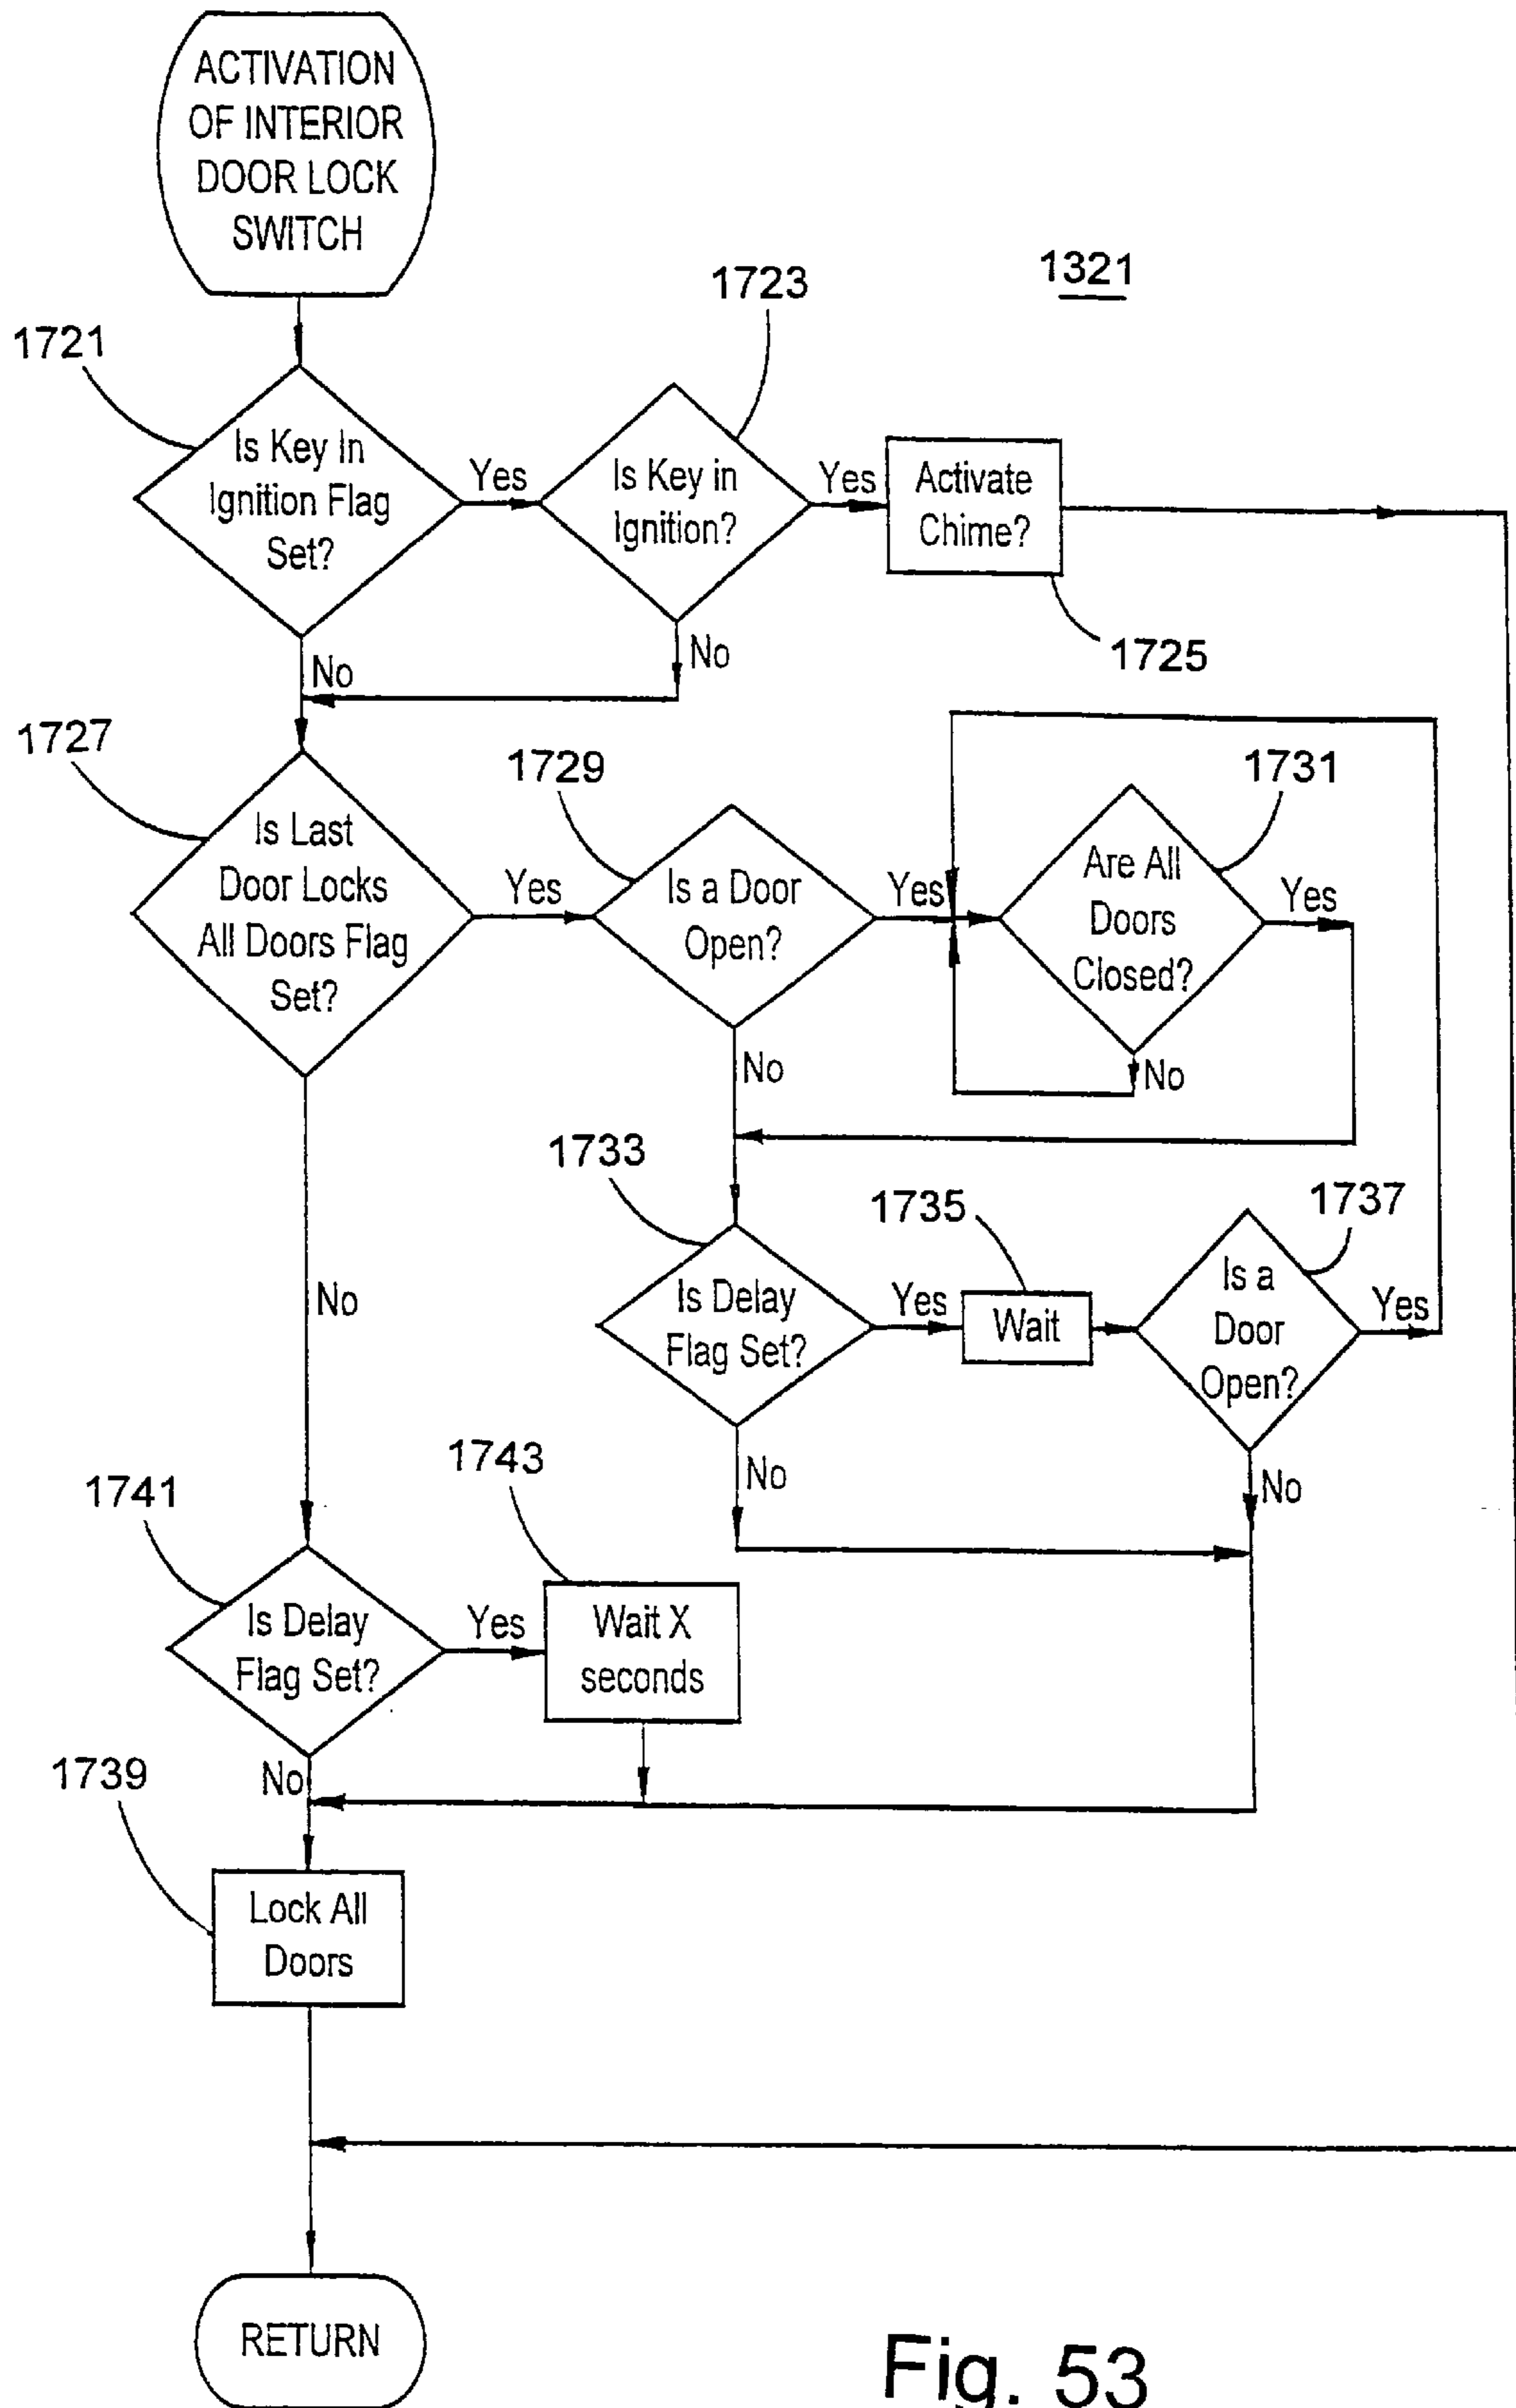 ACTIVATION
OF INTERIOR
DOOR LOCK
SWITCH
1321
1723
1721
Is Key In
Ignition Flag
Set?
Yes
Is Key in
Ignition?
Yes
Activate
Chime?
1725
No
No
1727
1729
1731
Is Last
Door Locks
All Doors Flag
Set?
Yes
Is a Door
Open?
Yes
Are All
Doors
Closed?
Yes
No
No
1733
1735
1737
No
Is Delay
Flag Set?
Yes
Wait
Is a
Door
Open?
Yes
No
No
1741
1743
Is Delay
Flag Set?
Yes
Wait X
seconds
No
1739
Lock All
Doors
RETURN
Fig. 53